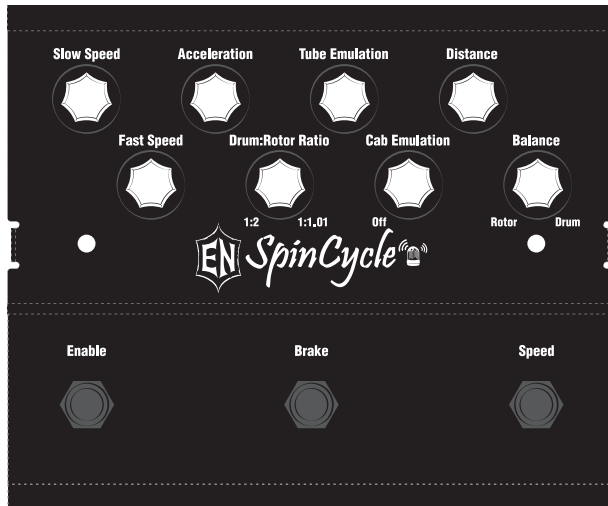 Slow Speed Acceleration Tube Emulation Distance
Fast Speed Drum:Rotor Ratio Cab Emulation Balance
1:2 1:1.01 Off Rotor Drum
EN SpinCycle
Enable Brake Speed